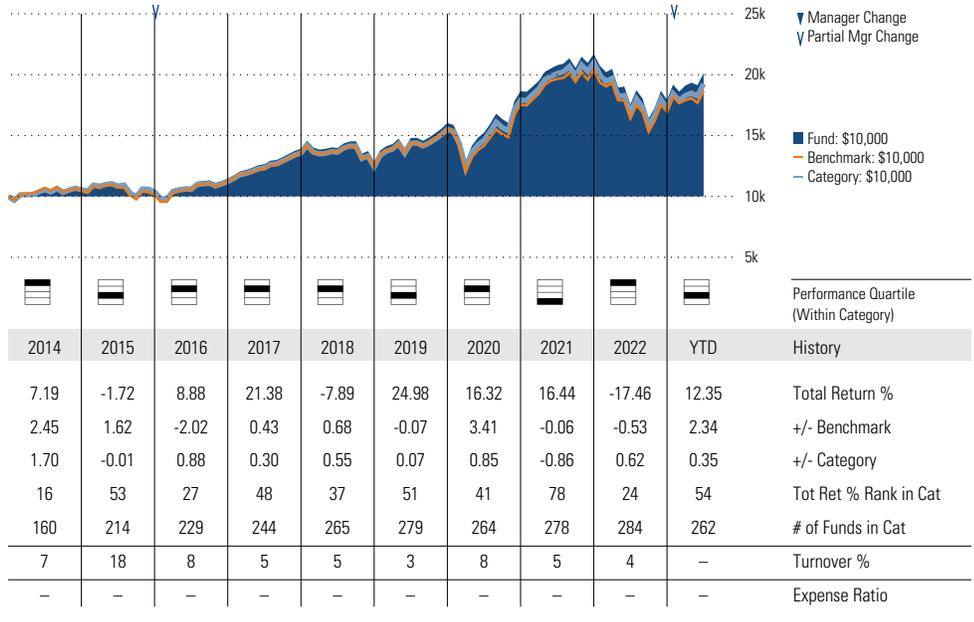 25k
Manager Change
Partial Mgr Change
20k
15k
Fund: $10,000
Benchmark: $10,000
Category: $10,000
10k
5k
Performance Quartile
(Within Category)
2014 2015 2016 2017 2018 2019 2020 2021 2022 YTD History
7.19 -1.72 8.88 21.38 -7.89 24.98 16.32 16.44 -17.46 12.35 Total Return %
2.45 1.62 -2.02 0.43 0.68 -0.07 3.41 -0.06 -0.53 2.34 +/- Benchmark
1.70 -0.01 0.88 0.30 0.55 0.07 0.85 -0.86 0.62 0.35 +/- Category
16 53 27 48 37 51 41 78 24 54 Tot Ret % Rank in Cat
160 214 229 244 265 279 264 278 284 262 # of Funds in Cat
7 18 8 5 5 3 8 5 4 – Turnover %
– – – – – – – – – – Expense Ratio